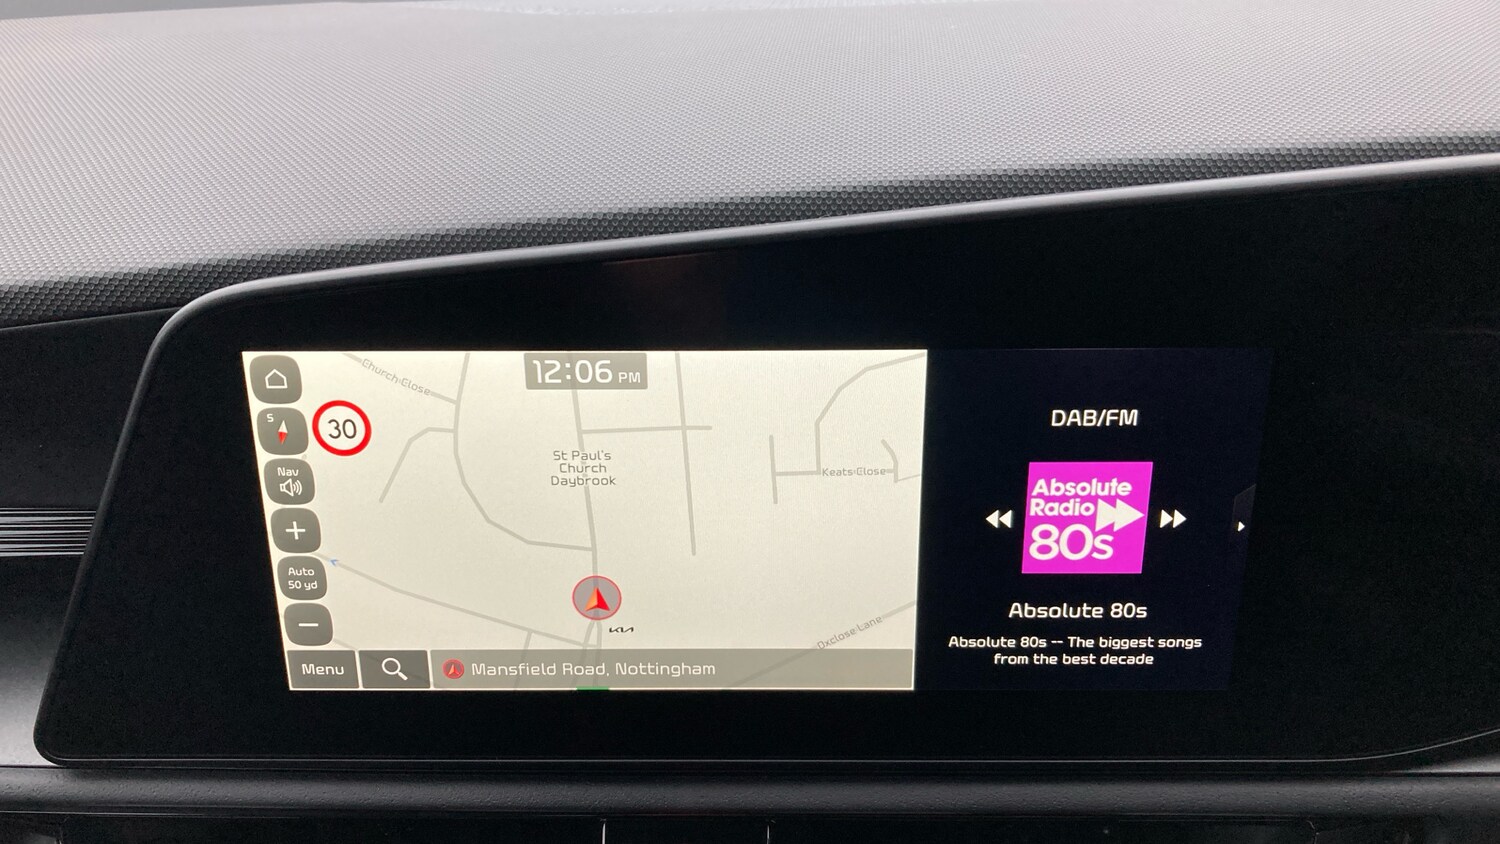 Church Close
12:06 PM
S
30
Nav
St Paul's
Church
Daybrook
Keats Close
+
Auto
50 yd
−
KIA
Oxclose Lane
Menu
Mansfield Road, Nottingham
DAB/FM
Absolute
Radio
80s
Absolute 80s
Absolute 80s -- The biggest songs
from the best decade